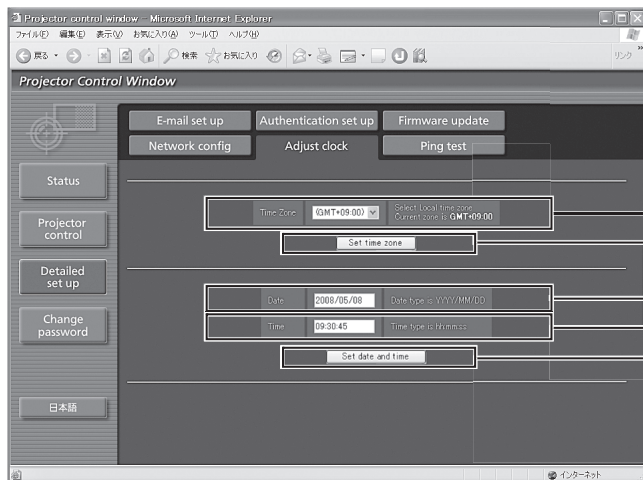 Projector control window - Microsoft Internet Explorer
ファイル(F) 編集(E) 表示(V) お気に入り(A) ツール(T) ヘルプ(H)
戻る 検索 お気に入り リンク »
Projector Control Window
E-mail set up Authentication set up Firmware update
Network config Adjust clock Ping test
Status
Projector control
Detailed set up
Change password
日本語
Time Zone (GMT+09:00) Select Local time zone.
Current zone is GMT+09:00
Set time zone
Date 2008/05/08 Date type is YYYY/MM/DD
Time 09:30:45 Time type is hh:mm:ss
Set date and time
インターネット